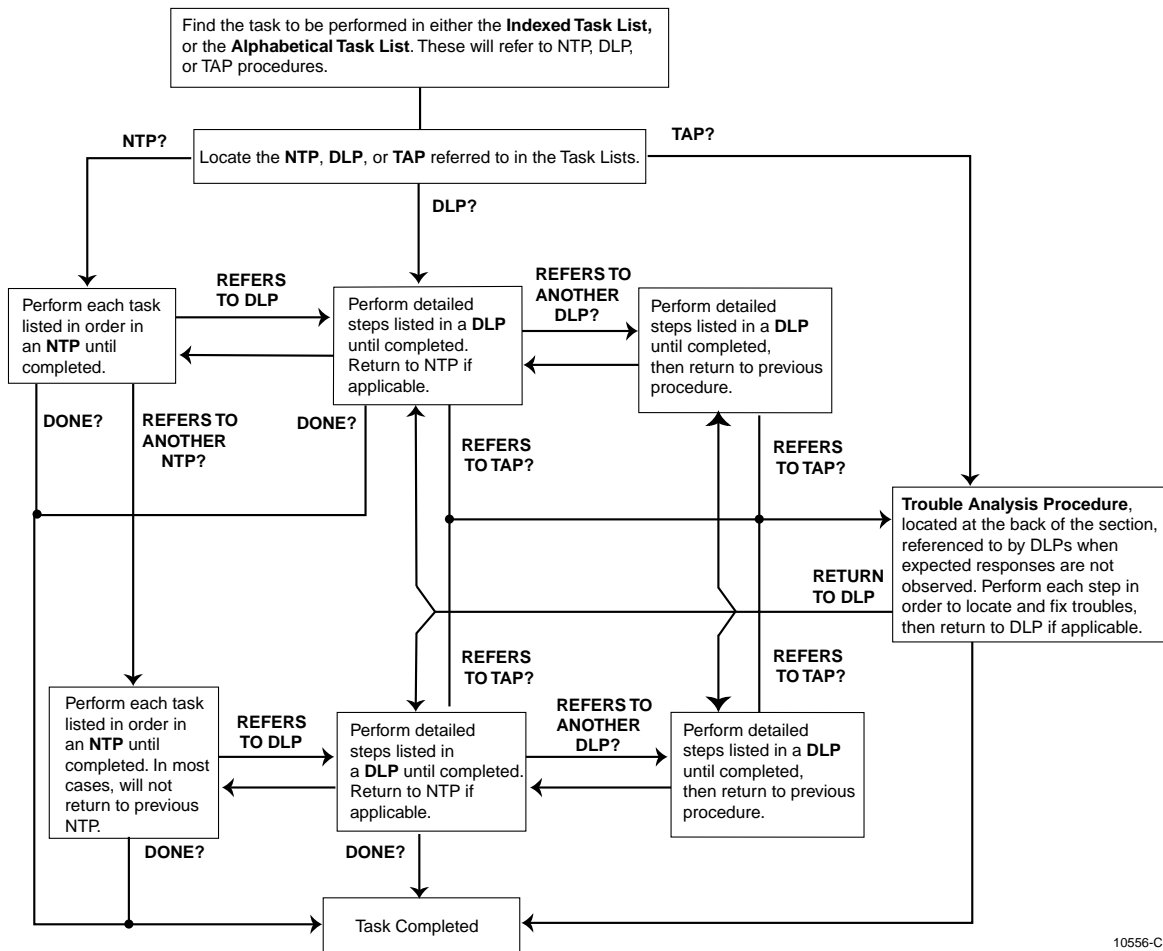 Find the task to be performed in either the Indexed Task List,
or the Alphabetical Task List. These will refer to NTP, DLP,
or TAP procedures.
NTP?
TAP?
Locate the NTP, DLP, or TAP referred to in the Task Lists.
DLP?
Perform each task
listed in order in
an NTP until
completed.
REFERS
TO DLP
Perform detailed
steps listed in a DLP
until completed.
Return to NTP if
applicable.
REFERS TO
ANOTHER
DLP?
Perform detailed
steps listed in a DLP
until completed,
then return to previous
procedure.
DONE?
REFERS TO
ANOTHER
NTP?
DONE?
REFERS
TO TAP?
REFERS
TO TAP?
Trouble Analysis Procedure,
located at the back of the section,
referenced to by DLPs when
expected responses are not
observed. Perform each step in
order to locate and fix troubles,
then return to DLP if applicable.
RETURN
TO DLP
REFERS
TO TAP?
REFERS
TO TAP?
Perform each task
listed in order in
an NTP until
completed. In most
cases, will not
return to previous
NTP.
REFERS
TO DLP
Perform detailed
steps listed in
a DLP until completed.
Return to NTP if
applicable.
REFERS TO
ANOTHER
DLP?
Perform detailed
steps listed in a DLP
until completed,
then return to previous
procedure.
DONE?
DONE?
Task Completed
10556-C